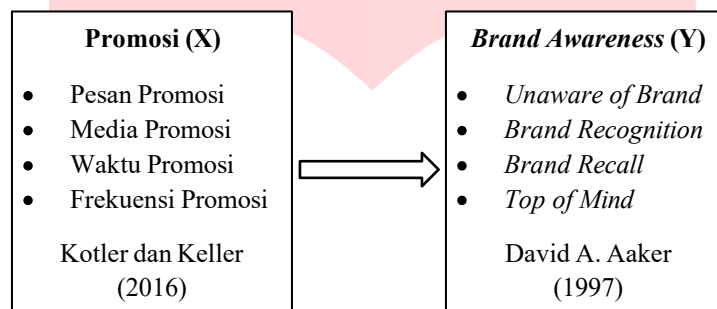 Promosi (X)
• Pesan Promosi
• Media Promosi
• Waktu Promosi
• Frekuensi Promosi
Kotler dan Keller
(2016)
Brand Awareness (Y)
• Unaware of Brand
• Brand Recognition
• Brand Recall
• Top of Mind
David A. Aaker
(1997)